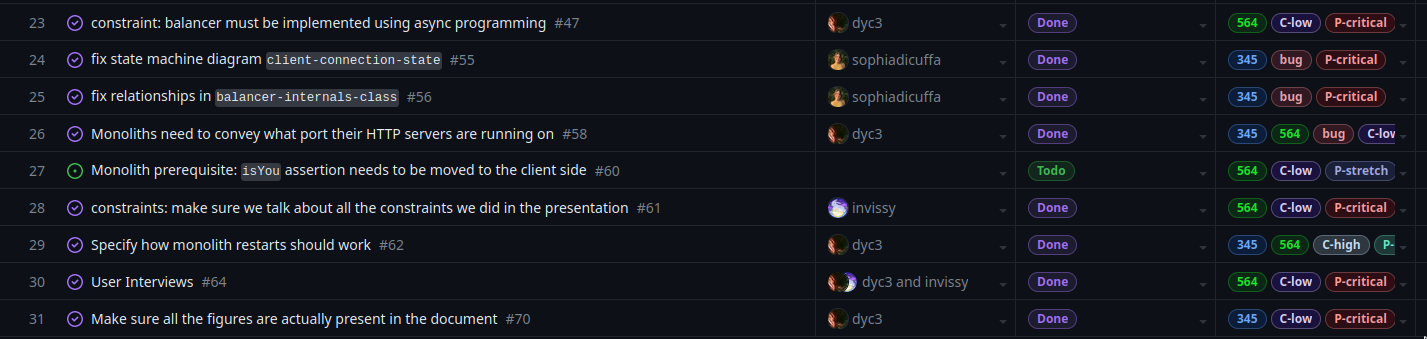 23 constraint: balancer must be implemented using async programming #47 dyc3 Done 564 C-low P-critical
24 fix state machine diagram client-connection-state #55 sophiadicuffa Done 345 bug P-critical
25 fix relationships in balancer-internals-class #56 sophiadicuffa Done 345 bug P-critical
26 Monoliths need to convey what port their HTTP servers are running on #58 dyc3 Done 345 564 bug C-low
27 Monolith prerequisite: isYou assertion needs to be moved to the client side #60 Todo 564 C-low P-stretch
28 constraints: make sure we talk about all the constraints we did in the presentation #61 invissy Done 564 C-low P-critical
29 Specify how monolith restarts should work #62 dyc3 Done 345 564 C-high P-
30 User Interviews #64 dyc3 and invissy Done 564 C-low P-critical
31 Make sure all the figures are actually present in the document #70 dyc3 Done 345 C-low P-critical